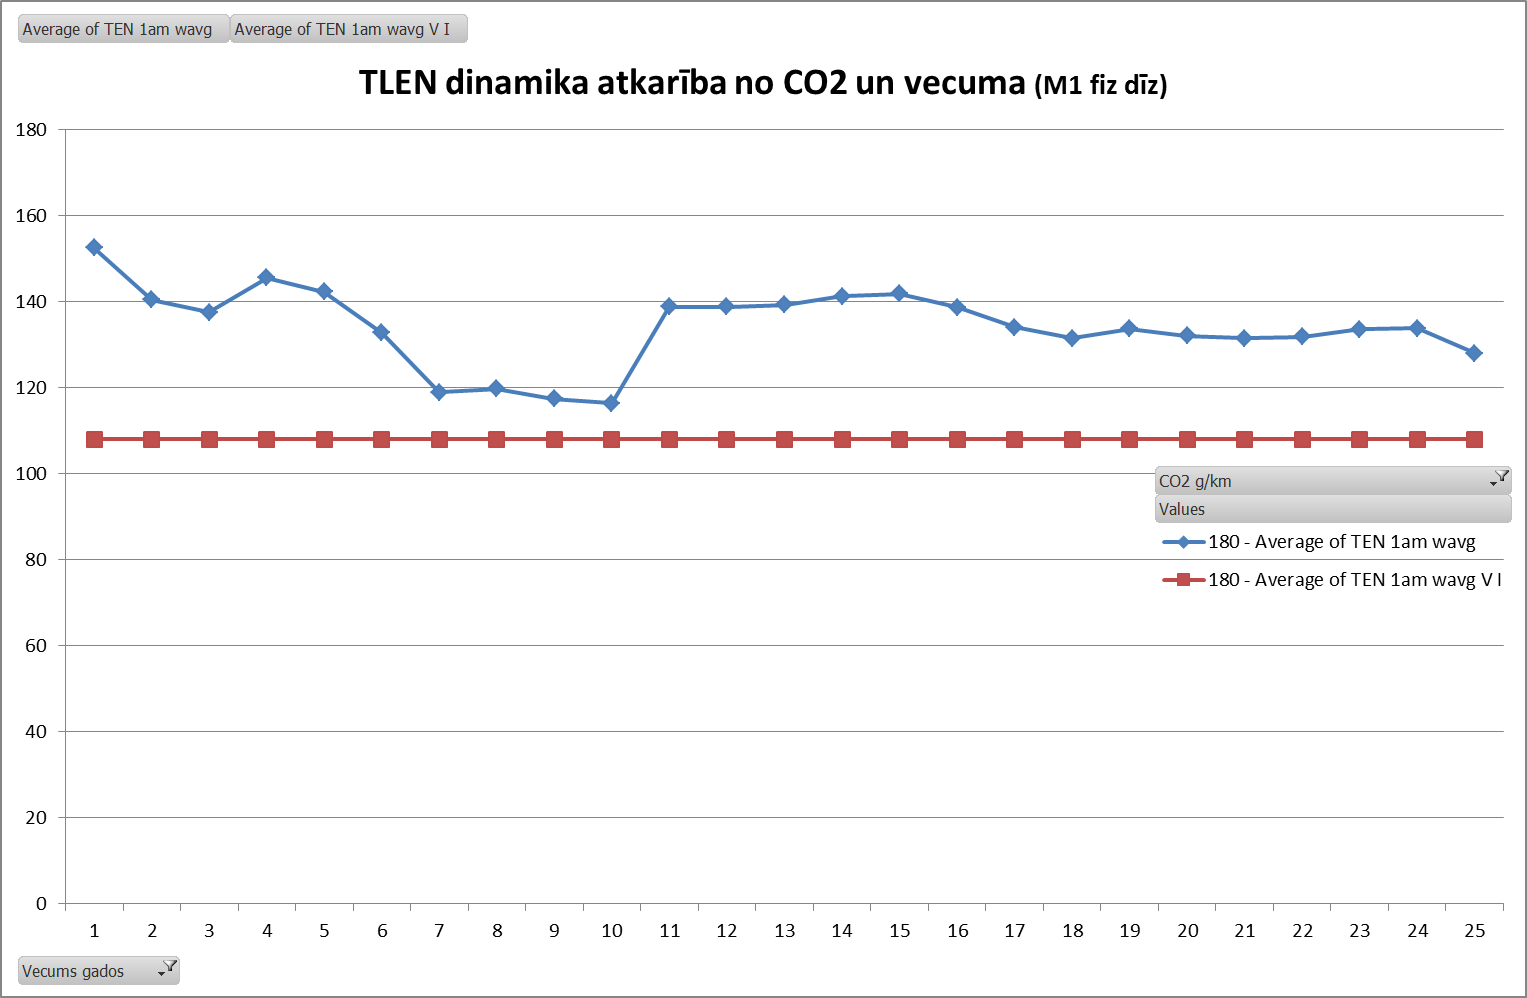 Average of TEN 1am wavg Average of TEN 1am wavg V I
TLEN dinamika atkarība no CO2 un vecuma (M1 fiz dīz)
180
160
140
120
100
80
60
40
20
0
CO2 g/km
Values
180 - Average of TEN 1am wavg
180 - Average of TEN 1am wavg V I
1 2 3 4 5 6 7 8 9 10 11 12 13 14 15 16 17 18 19 20 21 22 23 24 25
Vecums gados